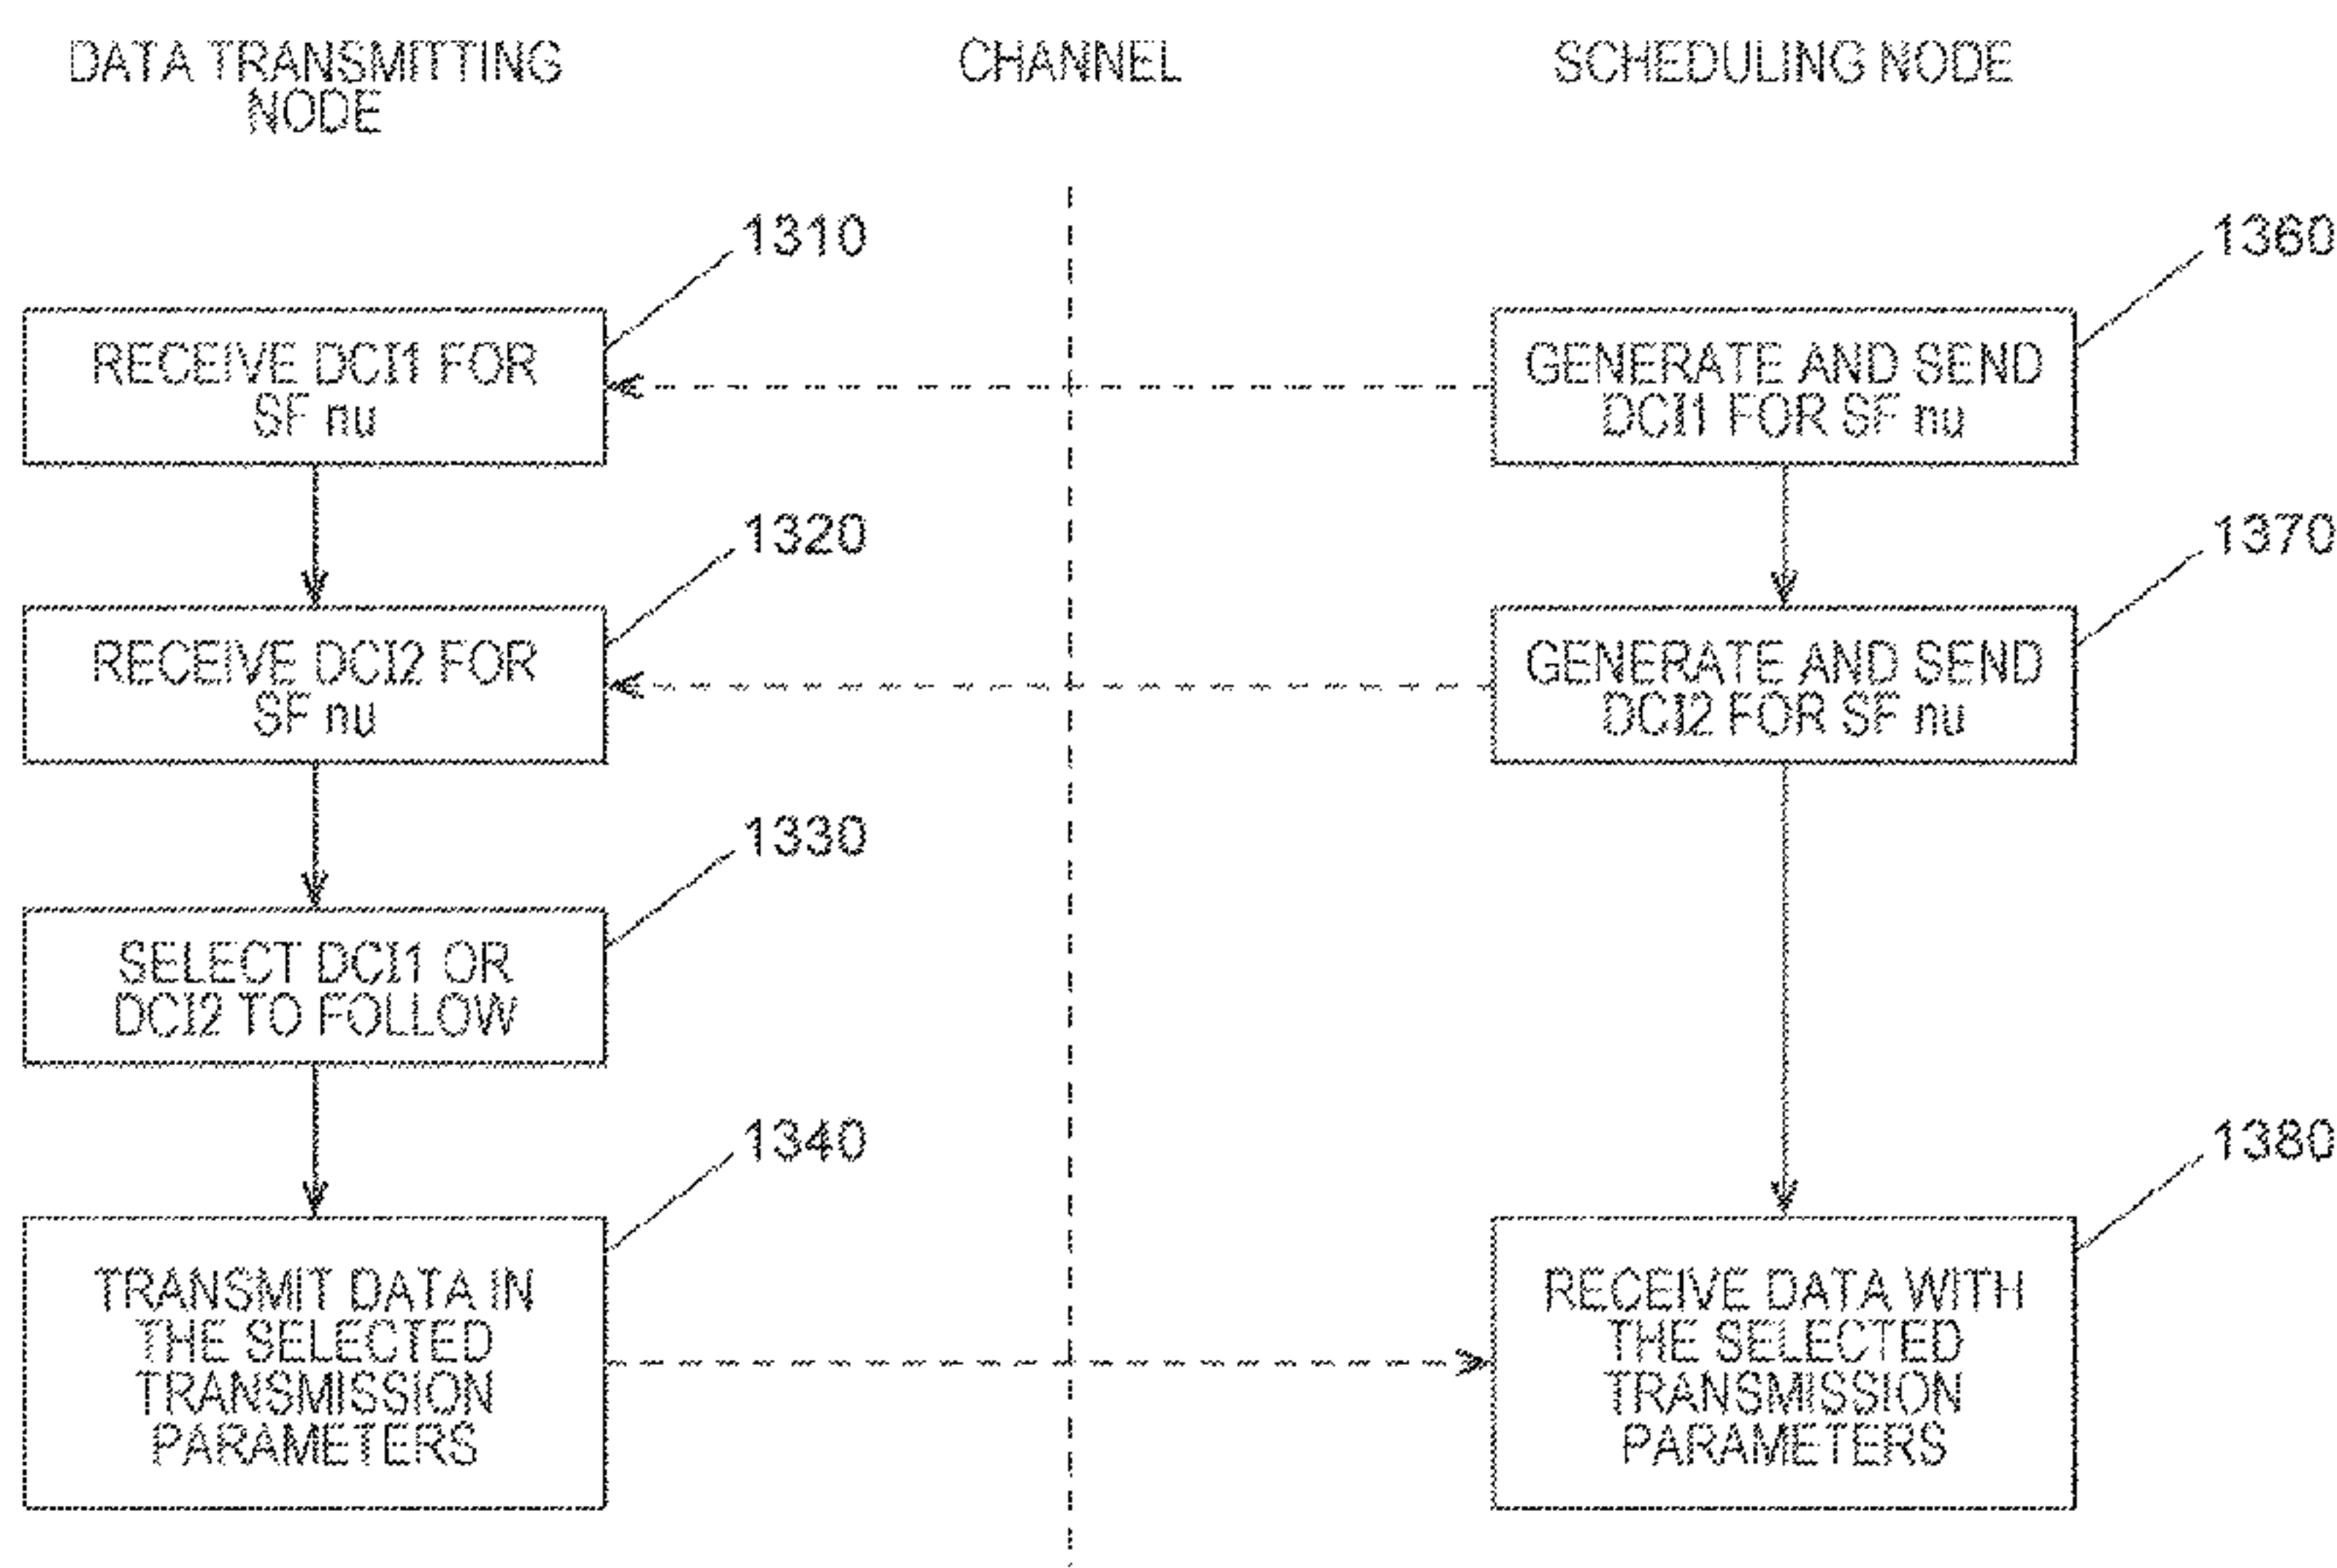 DATA TRANSMITTING
NODE
CHANNEL
SCHEDULING NODE
1310
1360
RECEIVE DCI1 FOR
SF nu
GENERATE AND SEND
DCI1 FOR SF nu
1320
1370
RECEIVE DCI2 FOR
SF nu
GENERATE AND SEND
DCI2 FOR SF nu
1330
SELECT DCI1 OR
DCI2 TO FOLLOW
1340
1380
TRANSMIT DATA IN
THE SELECTED
TRANSMISSION
PARAMETERS
RECEIVE DATA WITH
THE SELECTED
TRANSMISSION
PARAMETERS